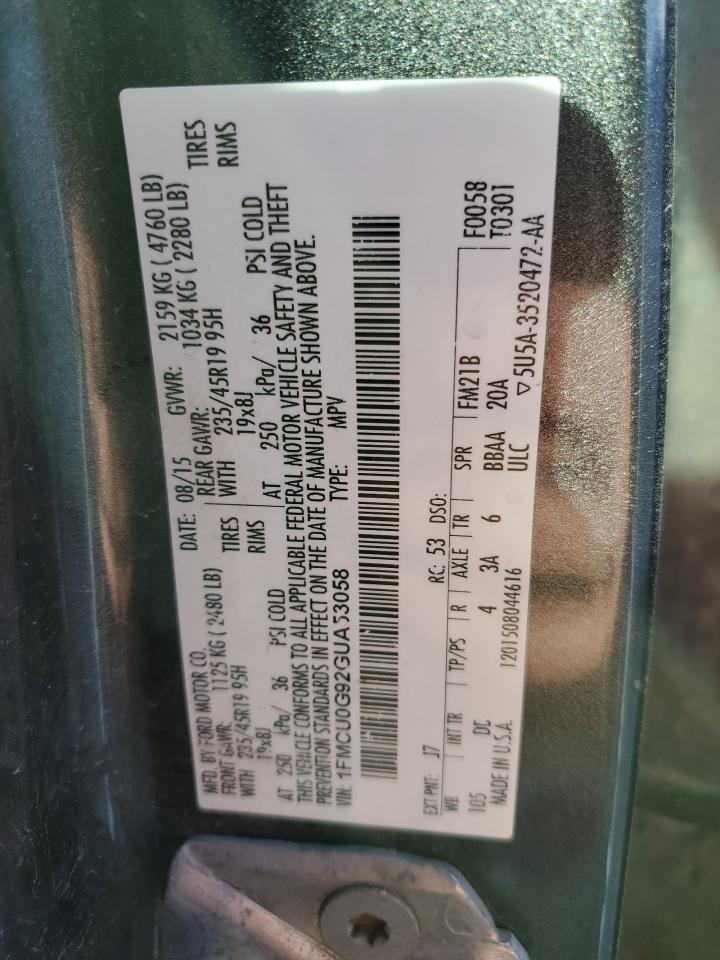 MFD. BY FORD MOTOR CO. DATE: 08/15 GVWR: 2159 KG ( 4760 LB)
FRONT GAWR: 1125 KG ( 2480 LB) REAR GAWR: 1034 KG ( 2280 LB)
WITH 235/45R19 95H TIRES WITH 235/45R19 95H TIRES
19x8J RIMS 19x8J RIMS
AT 250 kPa/ 36 PSI COLD AT 250 kPa/ 36 PSI COLD
THIS VEHICLE CONFORMS TO ALL APPLICABLE FEDERAL MOTOR VEHICLE SAFETY AND THEFT
PREVENTION STANDARDS IN EFFECT ON THE DATE OF MANUFACTURE SHOWN ABOVE.
VIN: 1FMCU0G92GUA53058 TYPE: MPV
EXT PNT: J7 RC: 53 DSO: F0058
WB INT TR TP/PS R AXLE TR SPR FM21B T0301
105 DC 4 3A 6 BBAA 20A
MADE IN U.S.A. 1201508044616 ULC ▽ 5U5A-3520472-AA